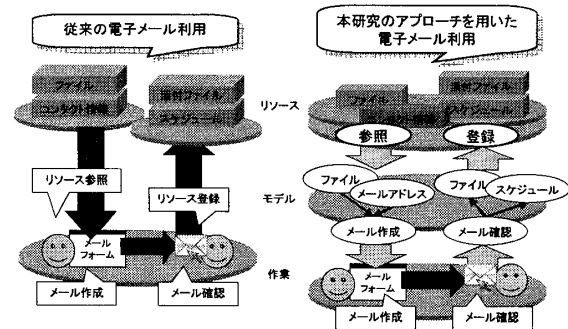 従来の電子メール利用
ファイル
コンタクト情報
添付ファイル
スケジュール
リソース参照
リソース登録
メール
フォーム
メール作成
メール確認
リソース
モデル
作業
本研究のアプローチを用いた
電子メール利用
ファイル
コンタクト情報
添付ファイル
スケジュール
参照
登録
ファイル
メールアドレス
ファイル
スケジュール
メール作成
メール確認
メール
フォーム
メール作成
メール確認